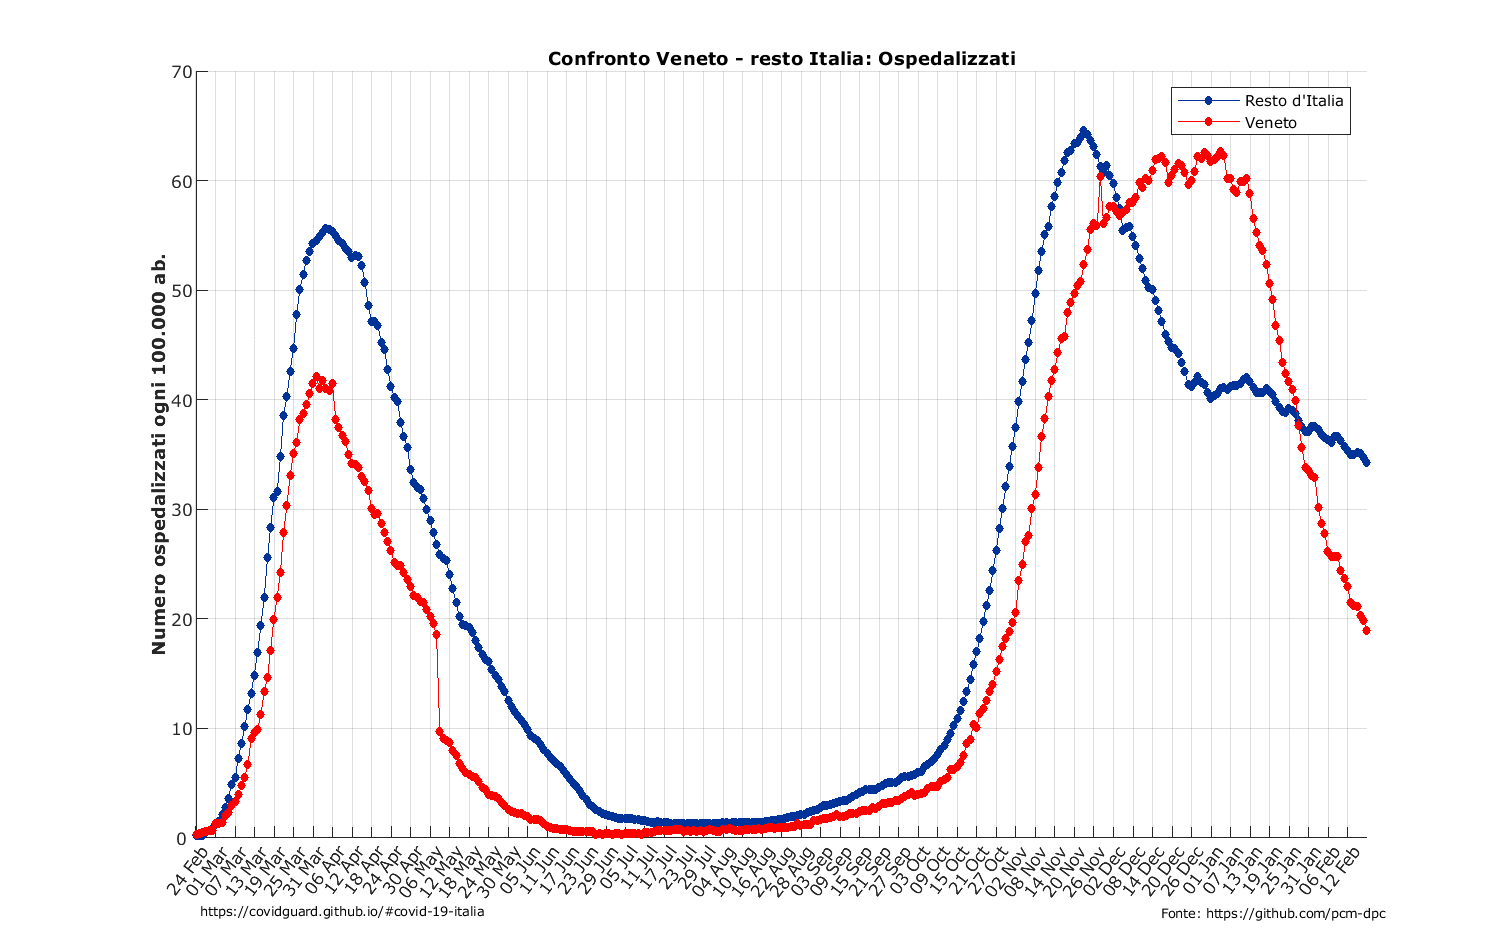 Confronto Veneto - resto Italia: Ospedalizzati
Numero ospedalizzati ogni 100.000 ab.
70
60
50
40
30
20
10
0
Resto d'Italia
Veneto
24 Feb
01 Mar
07 Mar
13 Mar
19 Mar
25 Mar
31 Mar
06 Apr
12 Apr
18 Apr
24 Apr
30 Apr
06 May
12 May
18 May
24 May
30 May
05 Jun
11 Jun
17 Jun
23 Jun
29 Jun
05 Jul
11 Jul
17 Jul
23 Jul
29 Jul
04 Aug
10 Aug
16 Aug
22 Aug
28 Aug
03 Sep
09 Sep
15 Sep
21 Sep
27 Sep
03 Oct
09 Oct
15 Oct
21 Oct
27 Oct
02 Nov
08 Nov
14 Nov
20 Nov
26 Nov
02 Dec
08 Dec
14 Dec
20 Dec
26 Dec
01 Jan
07 Jan
13 Jan
19 Jan
25 Jan
31 Jan
06 Feb
12 Feb
https://covidguard.github.io/#covid-19-italia
Fonte: https://github.com/pcm-dpc